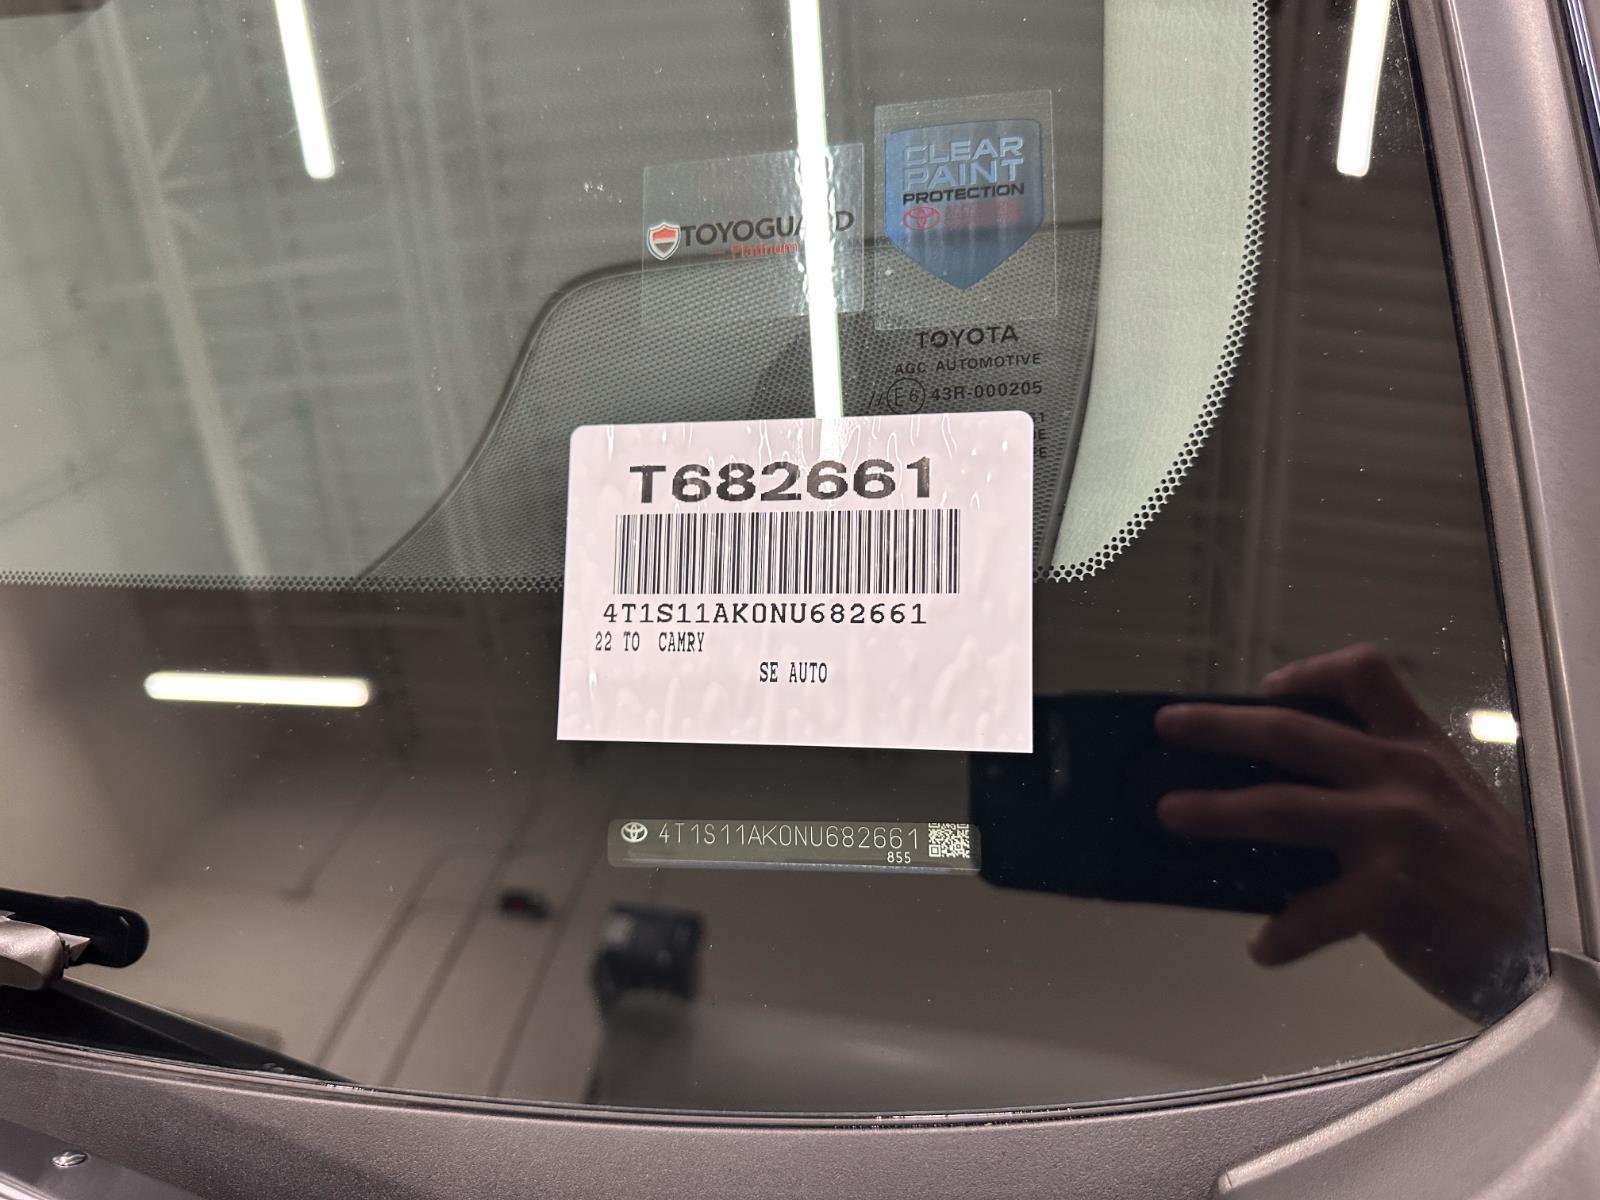 CLEAR
PAINT
PROTECTION
TOYOGUARD
Platinum
TOYOTA
AGC AUTOMOTIVE
//E6 43R-000205
T682661
4T1S11AK0NU682661
22 TO CAMRY
SE AUTO
4T1S11AK0NU682661
855